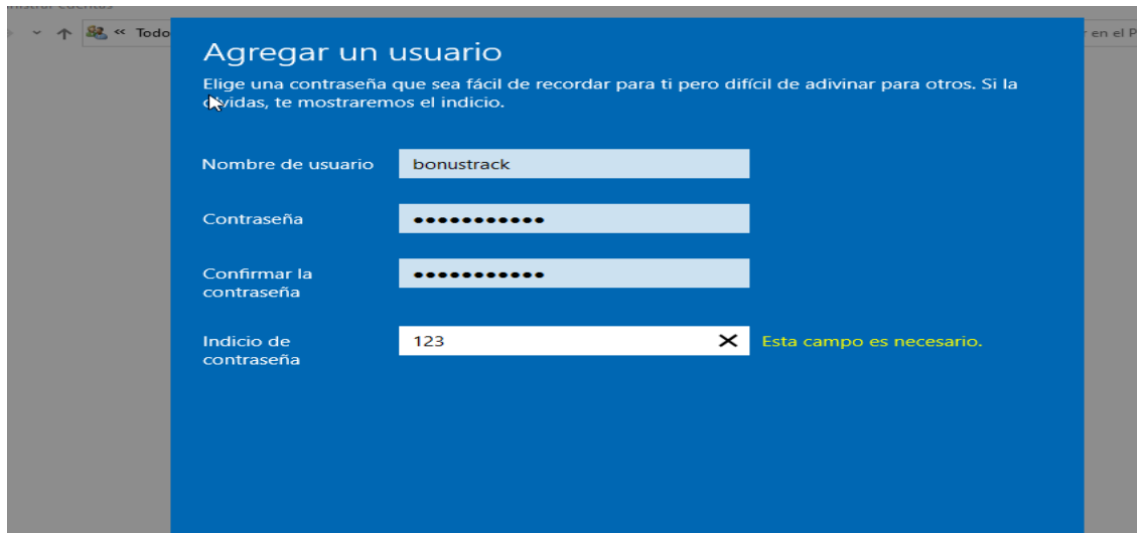 « Todo
en el P
Agregar un usuario
Elige una contraseña que sea fácil de recordar para ti pero difícil de adivinar para otros. Si la
olvidas, te mostraremos el indicio.
Nombre de usuario
bonustrack
Contraseña
•••••••••••
Confirmar la
contraseña
•••••••••••
Indicio de
contraseña
123
Esta campo es necesario.